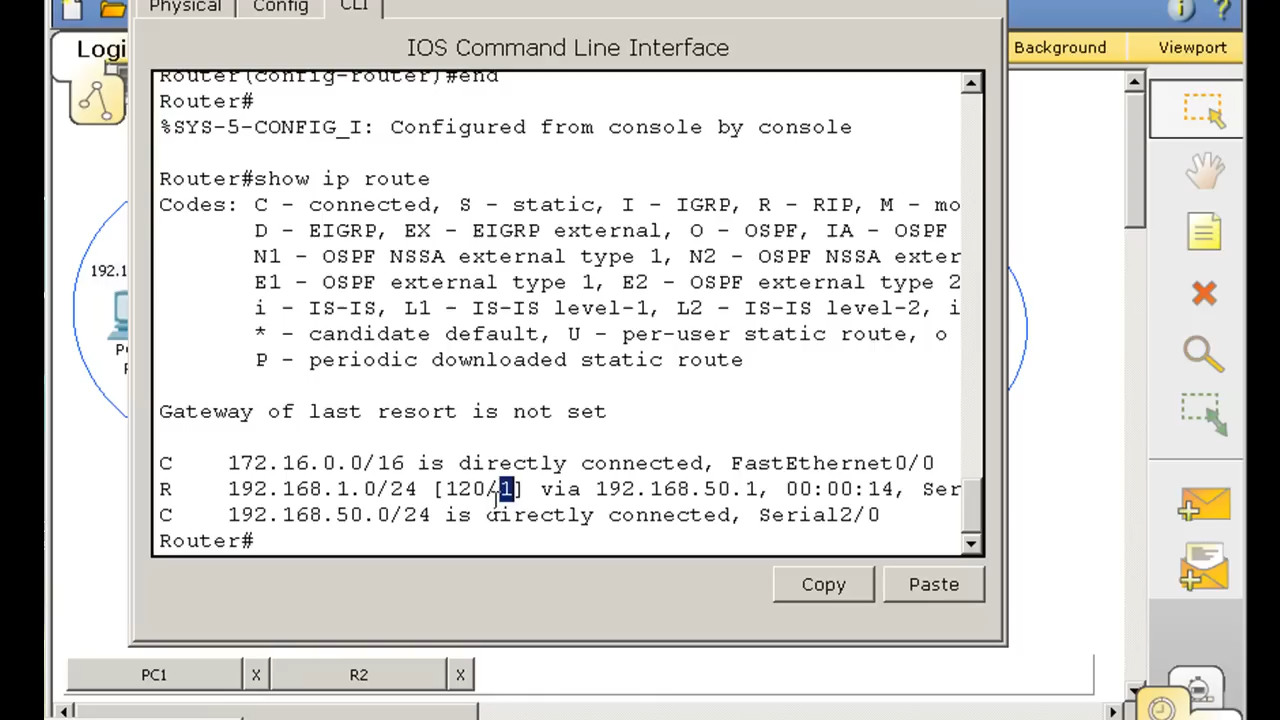 Physical Config CLI
Logi
IOS Command Line Interface
Background
Viewport
Router(config-router)#end
Router#
%SYS-5-CONFIG_I: Configured from console by console
Router#show ip route
Codes: C - connected, S - static, I - IGRP, R - RIP, M - mo
D - EIGRP, EX - EIGRP external, O - OSPF, IA - OSPF
N1 - OSPF NSSA external type 1, N2 - OSPF NSSA exter
E1 - OSPF external type 1, E2 - OSPF external type 2
i - IS-IS, L1 - IS-IS level-1, L2 - IS-IS level-2, i
* - candidate default, U - per-user static route, o
P - periodic downloaded static route
Gateway of last resort is not set
C 172.16.0.0/16 is directly connected, FastEthernet0/0
R 192.168.1.0/24 [120/1] via 192.168.50.1, 00:00:14, Ser
C 192.168.50.0/24 is directly connected, Serial2/0
Router#
192.1
Copy
Paste
PC1 X R2 X